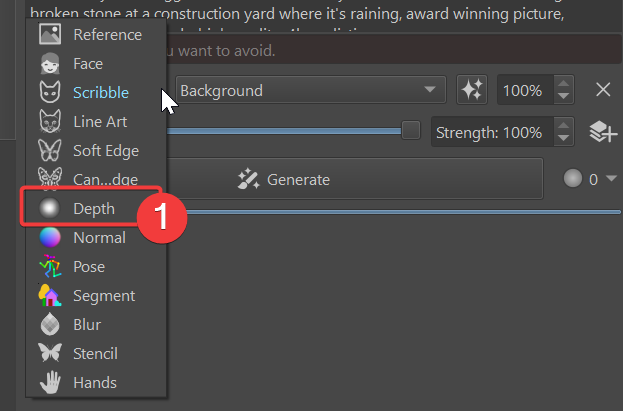 broken stone at a construction yard where it's raining, award winning picture,
you want to avoid.
Reference
Face
Scribble
Background
100%
Line Art
Strength: 100%
Soft Edge
Can...dge
Generate
0
Depth
1
Normal
Pose
Segment
Blur
Stencil
Hands